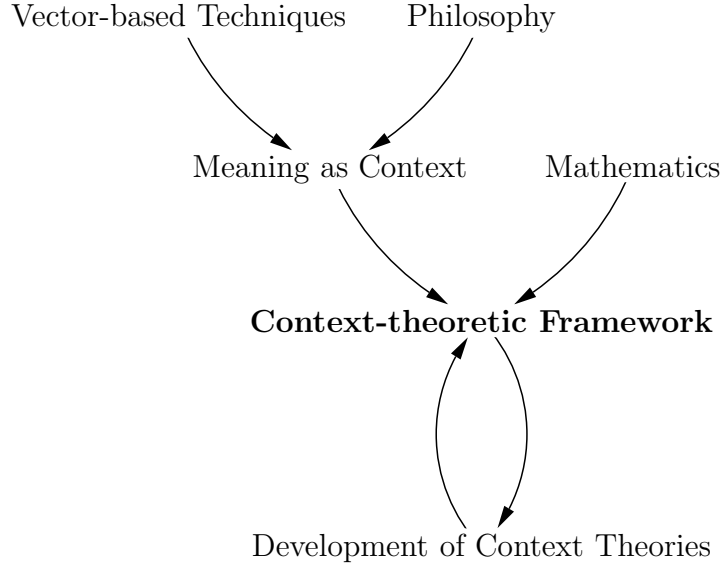 Vector-based Techniques
Philosophy
Meaning as Context
Mathematics
Context-theoretic Framework
Development of Context Theories